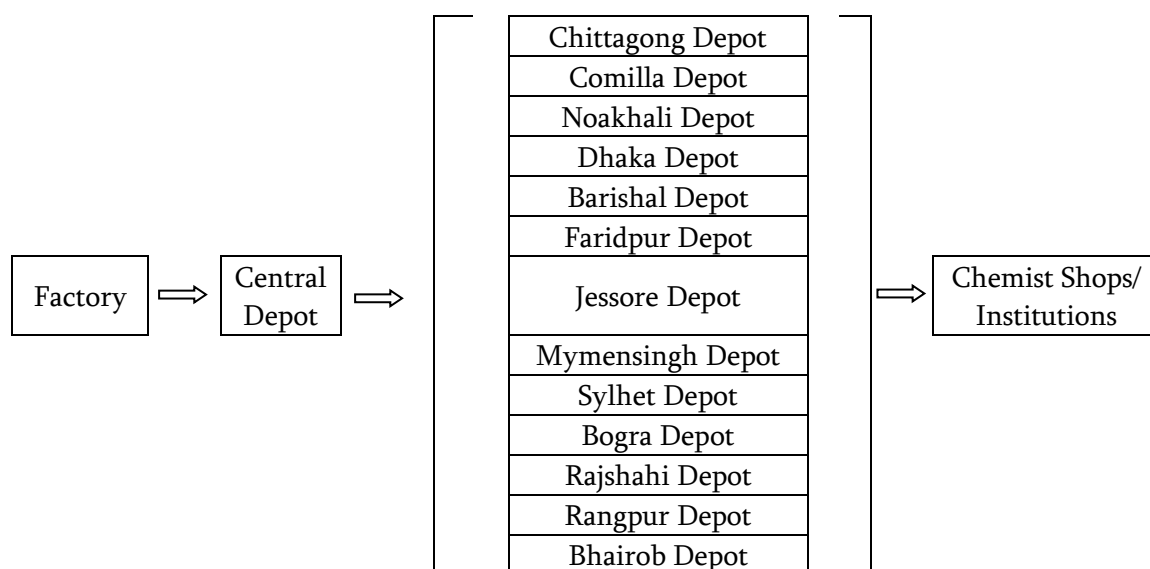 Factory
Central
Depot
Chittagong Depot
Comilla Depot
Noakhali Depot
Dhaka Depot
Barishal Depot
Faridpur Depot
Jessore Depot
Mymensingh Depot
Sylhet Depot
Bogra Depot
Rajshahi Depot
Rangpur Depot
Bhairob Depot
Chemist Shops/
Institutions